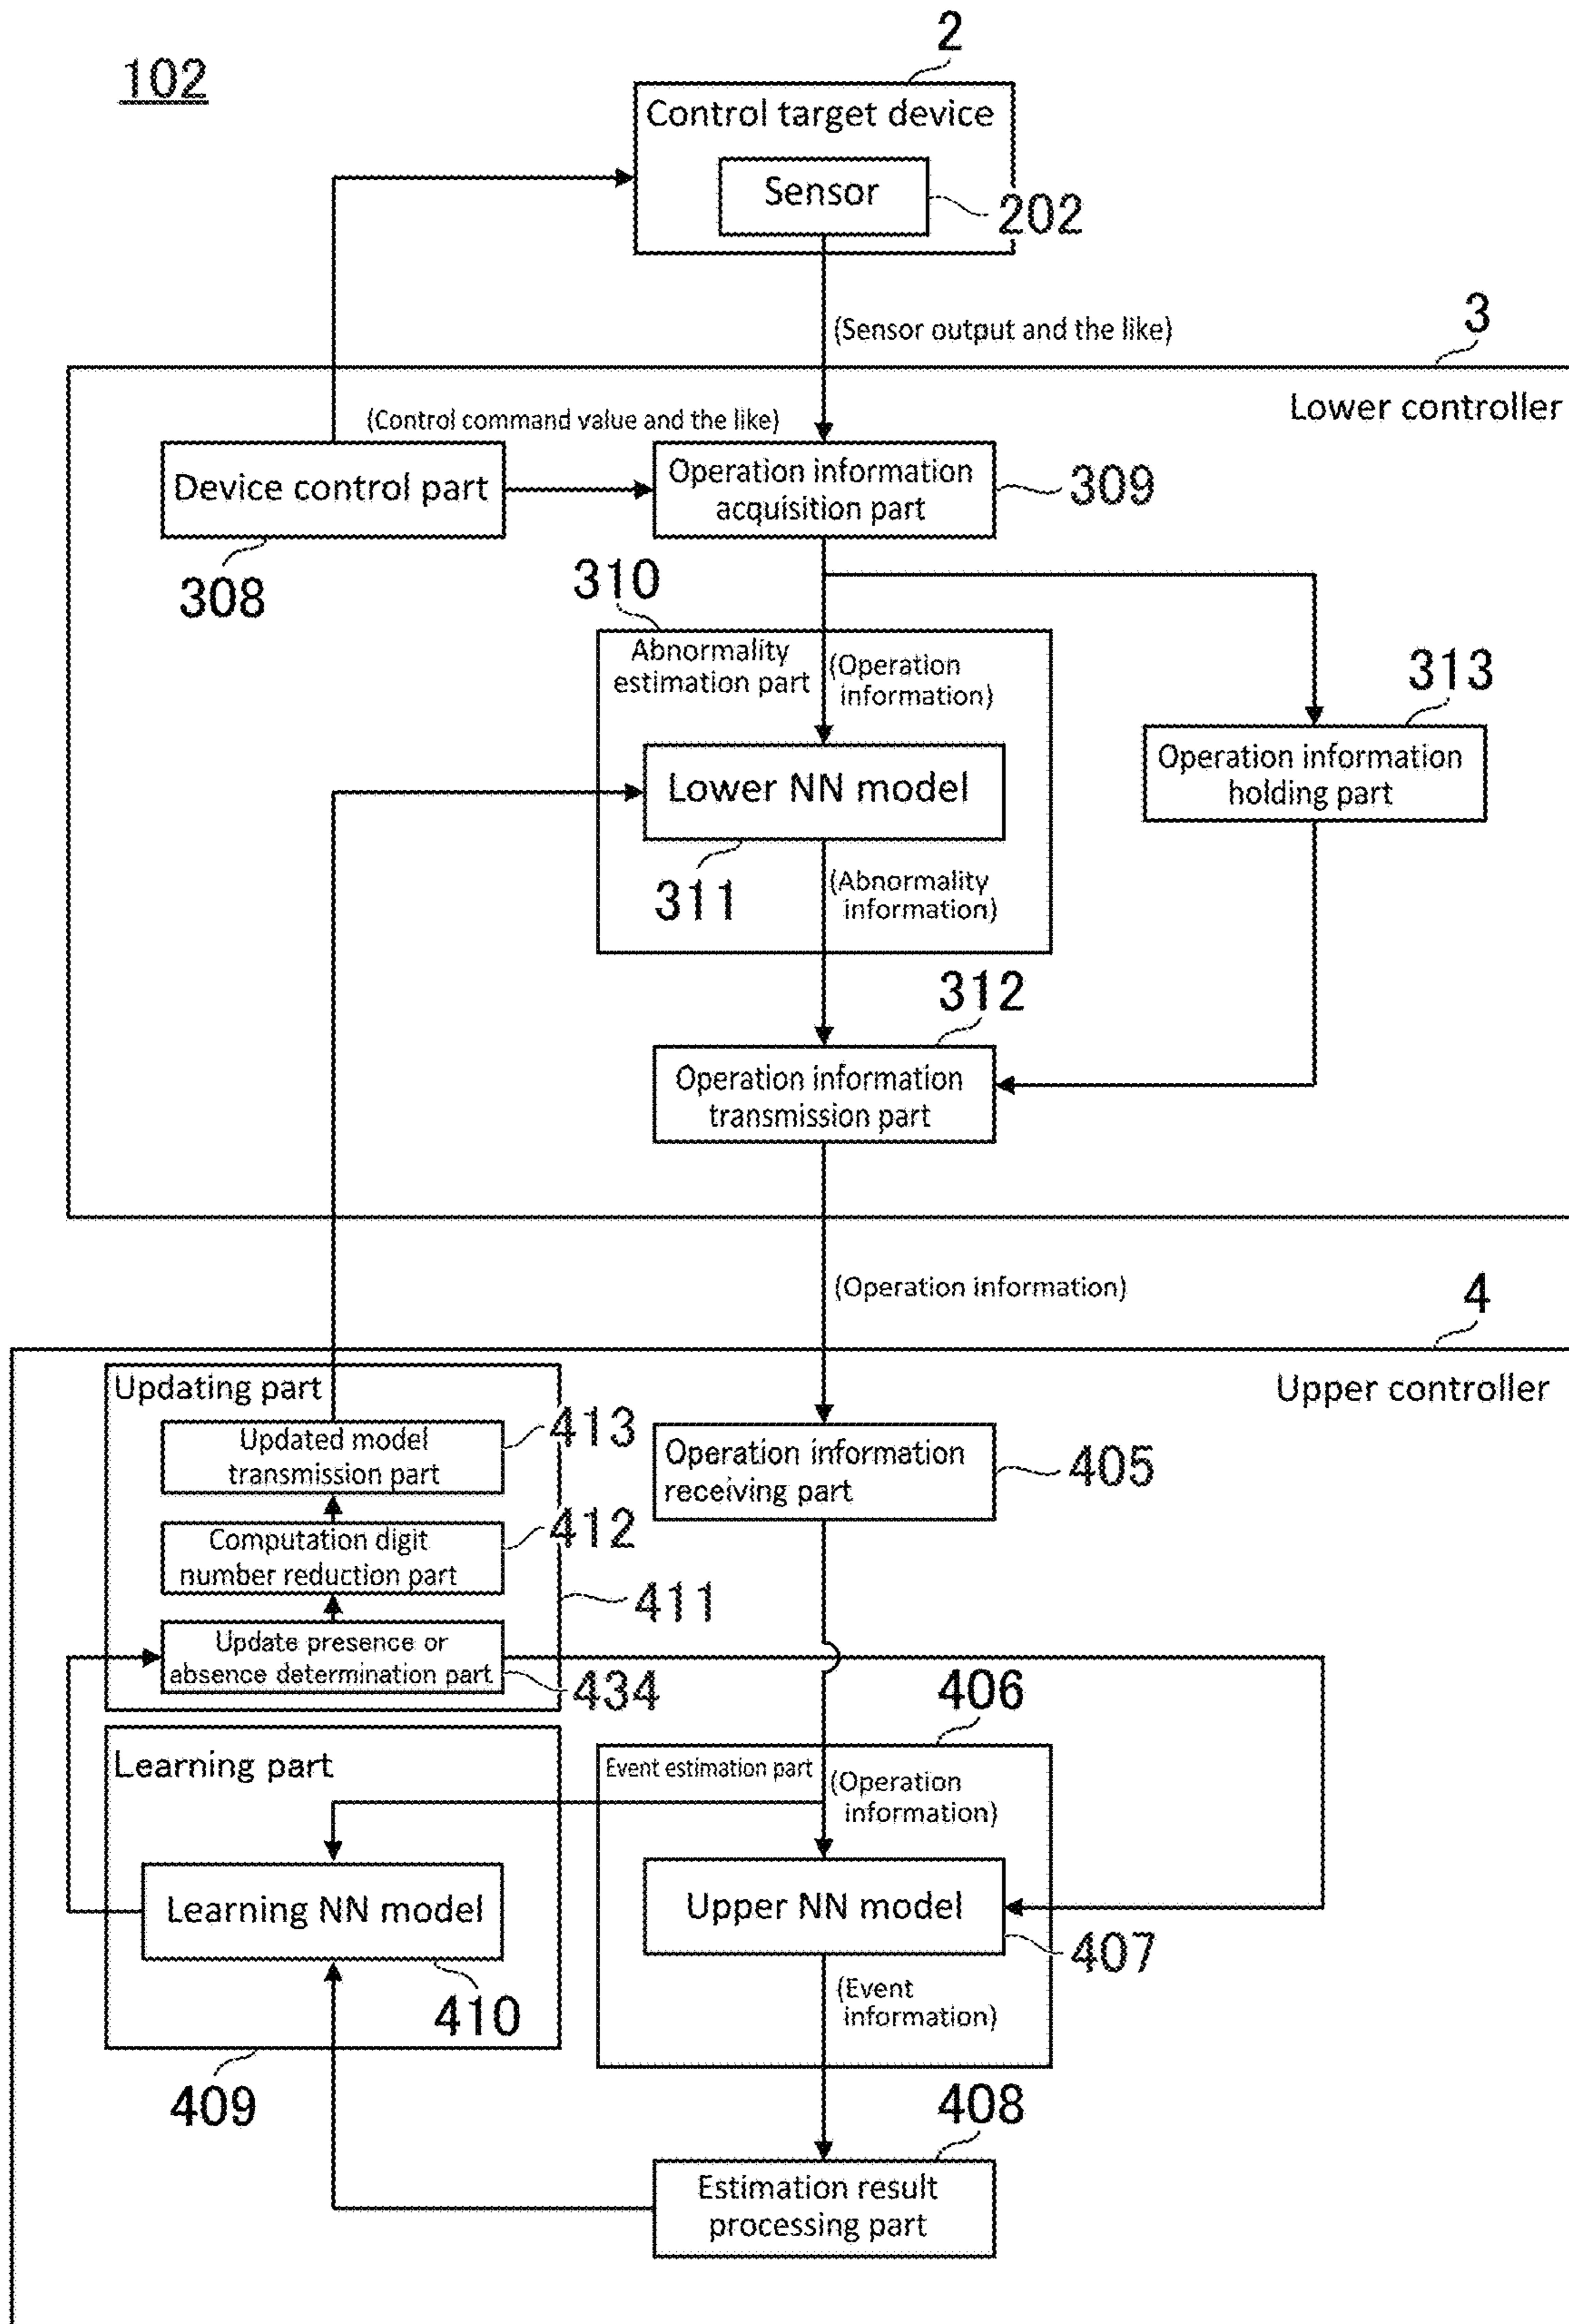 102
2
Control target device
Sensor
202
(Sensor output and the like)
3
Lower controller
(Control command value and the like)
Device control part
308
Operation information
acquisition part
309
310
Abnormality
estimation part
(Operation
information)
313
Operation information
holding part
Lower NN model
311
(Abnormality
information)
312
Operation information
transmission part
(Operation information)
4
Upper controller
Updating part
Updated model
transmission part
413
Operation information
receiving part
405
Computation digit
number reduction part
412
411
Update presence or
absence determination part
434
406
Learning part
Event estimation part
(Operation
information)
Learning NN model
410
409
Upper NN model
407
(Event
information)
408
Estimation result
processing part